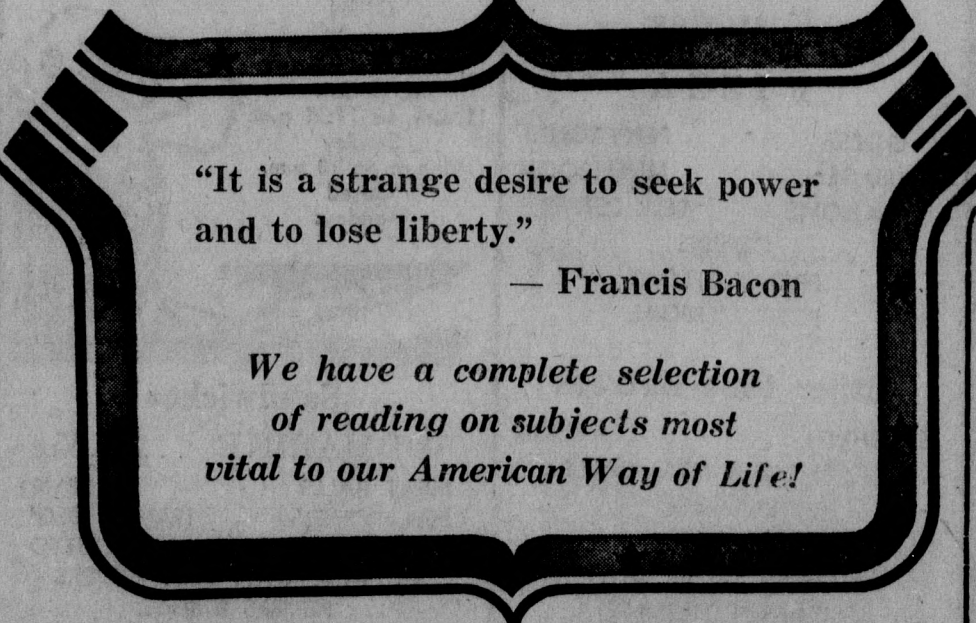 “It is a strange desire to seek power
and to lose liberty.”
— Francis Bacon
We have a complete selection
of reading on subjects most
vital to our American Way of Life!